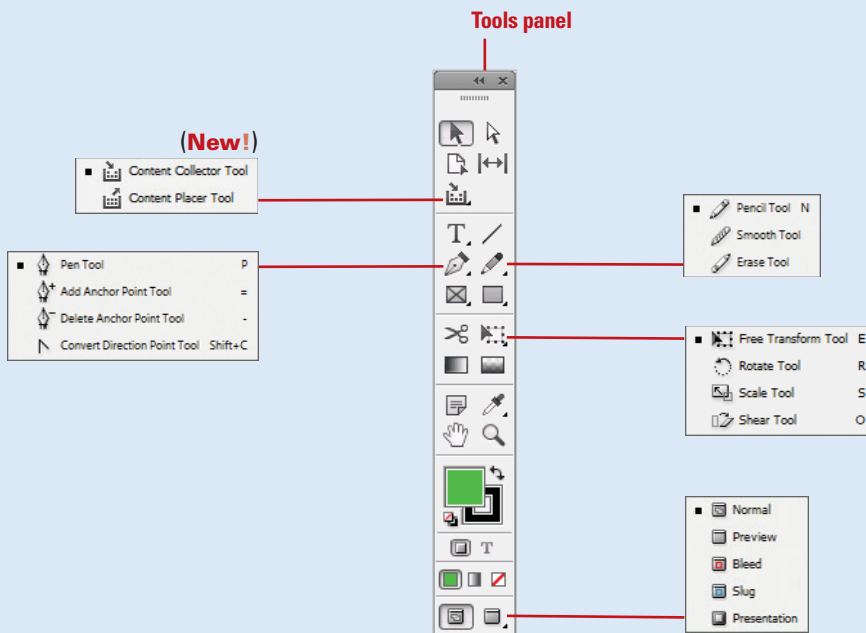 Tools panel
(New!)
Content Collector Tool
Content Placer Tool
Pen Tool P
Add Anchor Point Tool =
Delete Anchor Point Tool -
Convert Direction Point Tool Shift+C
Pencil Tool N
Smooth Tool
Erase Tool
Free Transform Tool E
Rotate Tool R
Scale Tool S
Shear Tool O
Normal
Preview
Bleed
Slug
Presentation
T
T